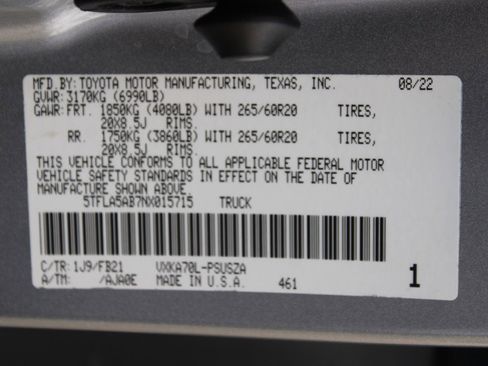 MFD.BY: TOYOTA MOTOR MANUFACTURING, TEXAS, INC. 08/22
GVWR: 3170KG (6990LB)
GAWR: FRT. 1850KG (4080LB) WITH 265/60R20 TIRES,
20X8.5J RIMS.
RR. 1750KG (3860LB) WITH 265/60R20 TIRES,
20X8.5J RIMS.
THIS VEHICLE CONFORMS TO ALL APPLICABLE FEDERAL MOTOR
VEHICLE SAFETY STANDARDS IN EFFECT ON THE DATE OF
MANUFACTURE SHOWN ABOVE.
5TFLA5AB7NX015715 TRUCK
C/TR: 1J9/FB21 VXKA70L-PSUSZA
A/TM: /AJA0E MADE IN U.S.A. 461 1